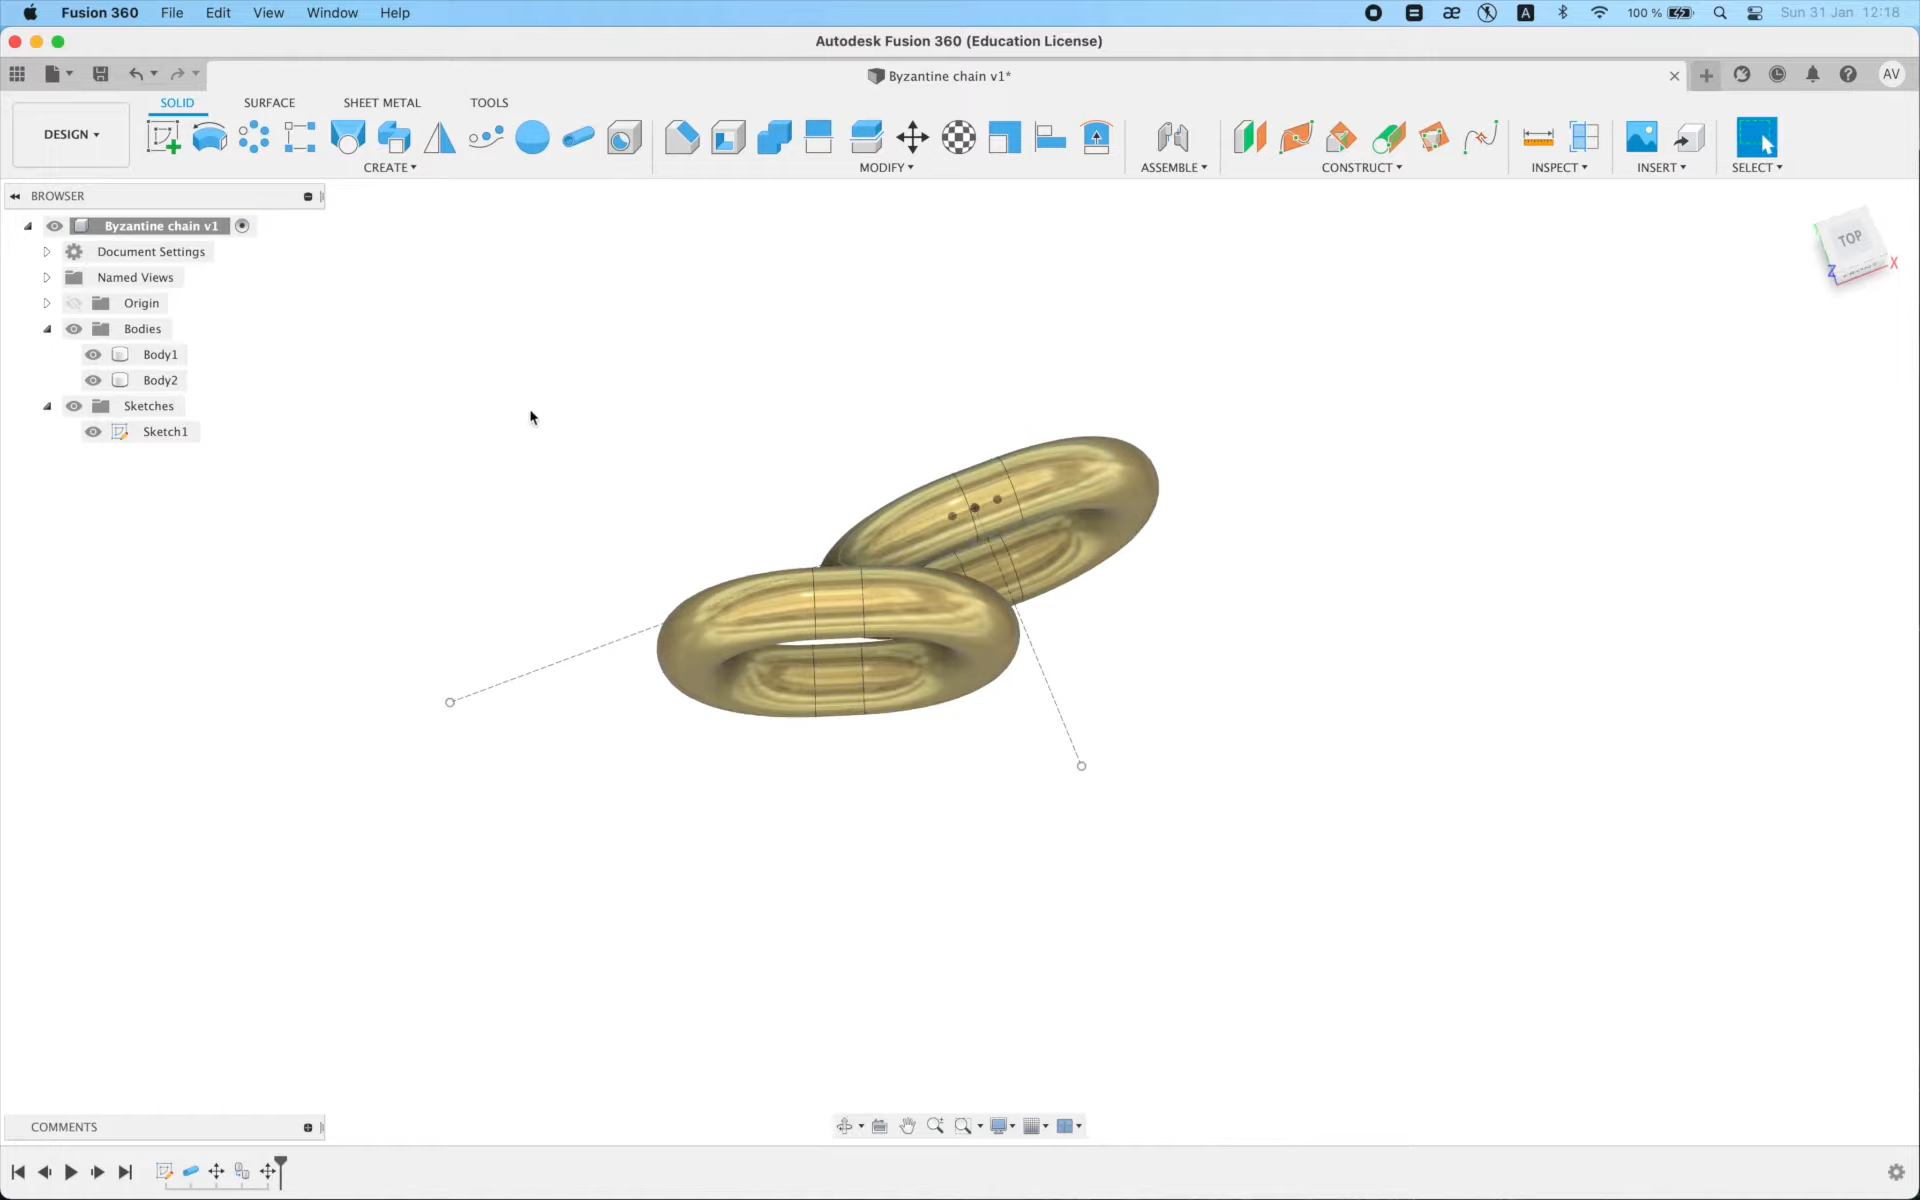 Fusion 360 File Edit View Window Help æ A 100 % Sun 31 Jan 12:18
Autodesk Fusion 360 (Education License)
Byzantine chain v1* AV
SOLID SURFACE SHEET METAL TOOLS
DESIGN
CREATE MODIFY ASSEMBLE CONSTRUCT INSPECT INSERT SELECT
BROWSER
Byzantine chain v1
Document Settings
Named Views
Origin
Bodies
Body1
Body2
Sketches
Sketch1
TOP
Z X
COMMENTS